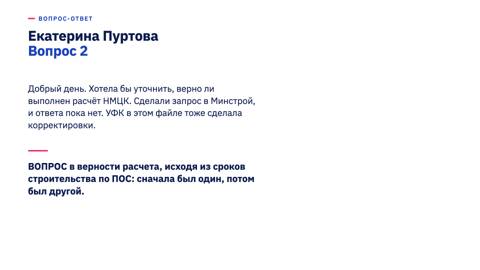 ВОПРОС-ОТВЕТ
Екатерина Пуртова
Вопрос 2
Добрый день. Хотела бы уточнить, верно ли
выполнен расчёт НМЦК. Сделали запрос в Минстрой,
и ответа пока нет. УФК в этом файле тоже сделала
корректировки.
ВОПРОС в верности расчета, исходя из сроков
строительства по ПОС: сначала был один, потом
был другой.